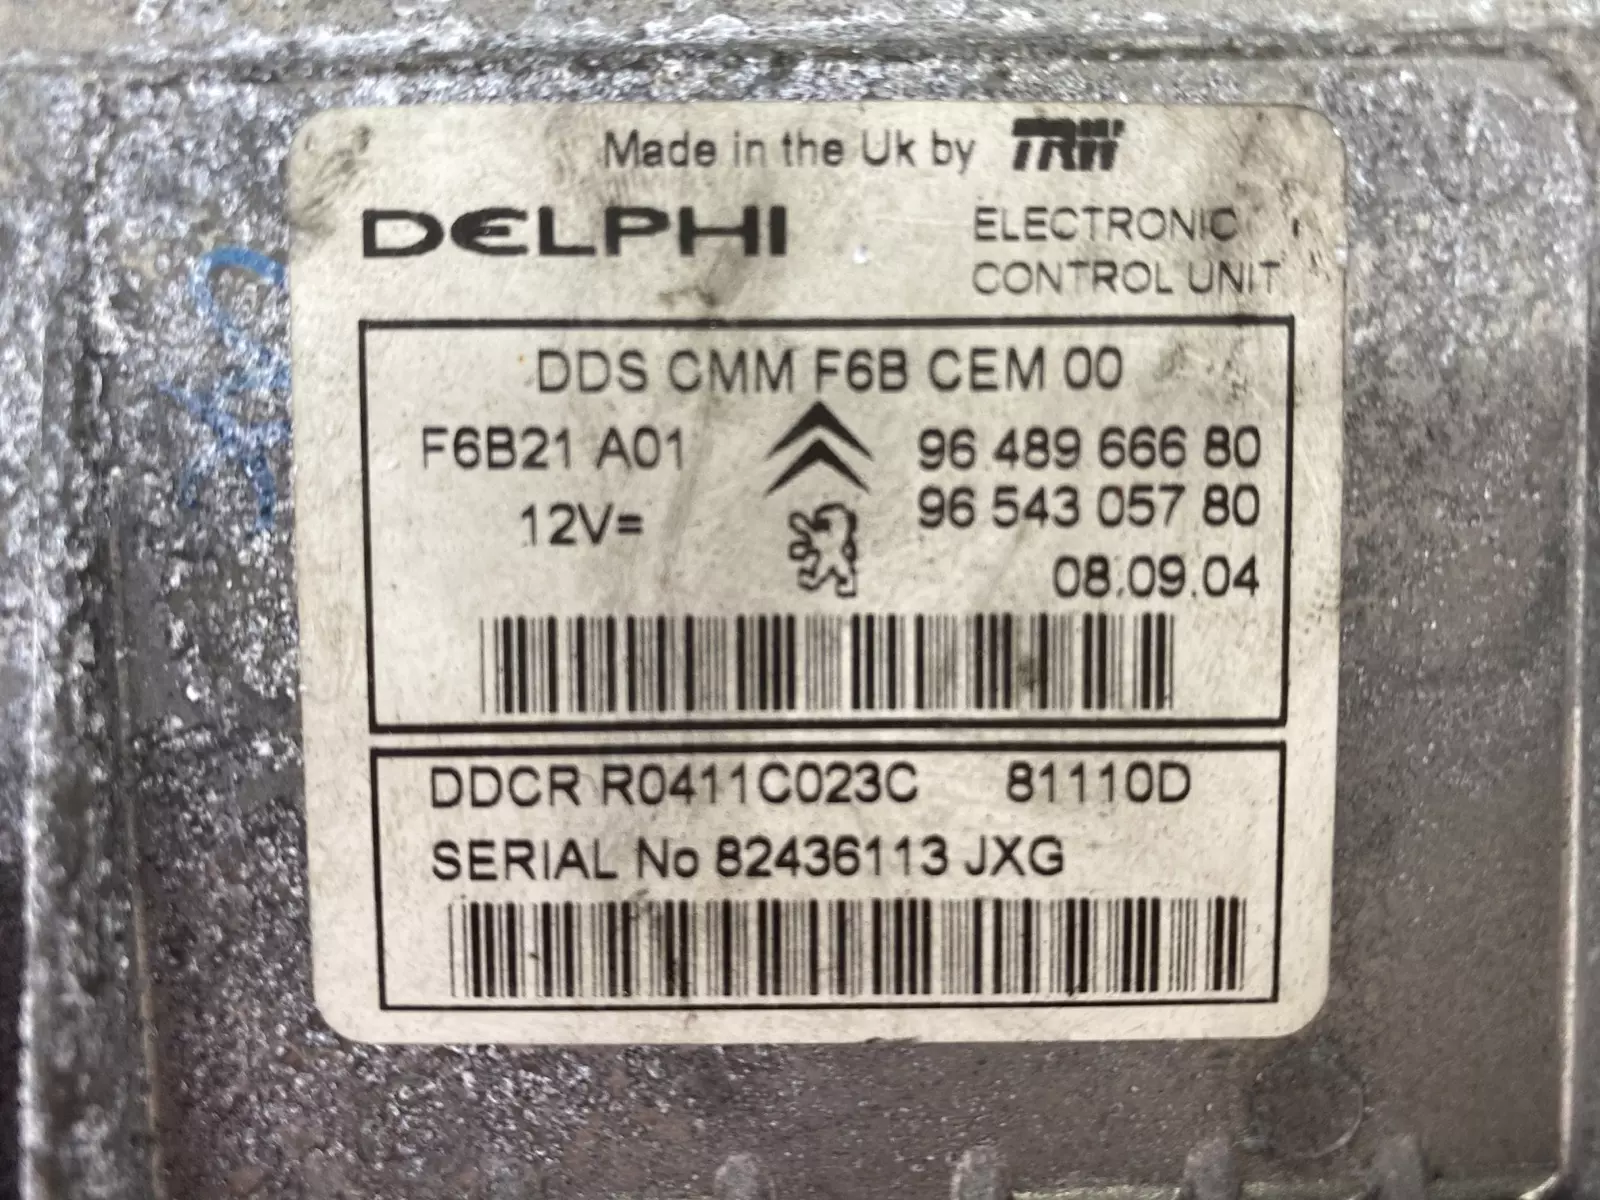 Made in the Uk by TRW
DELPHI
ELECTRONIC
CONTROL UNIT
DDS CMM F6B CEM 00
F6B21 A01
96 489 666 80
12V=
96 543 057 80
08.09.04
DDCR R0411C023C 81110D
SERIAL No 82436113 JXG